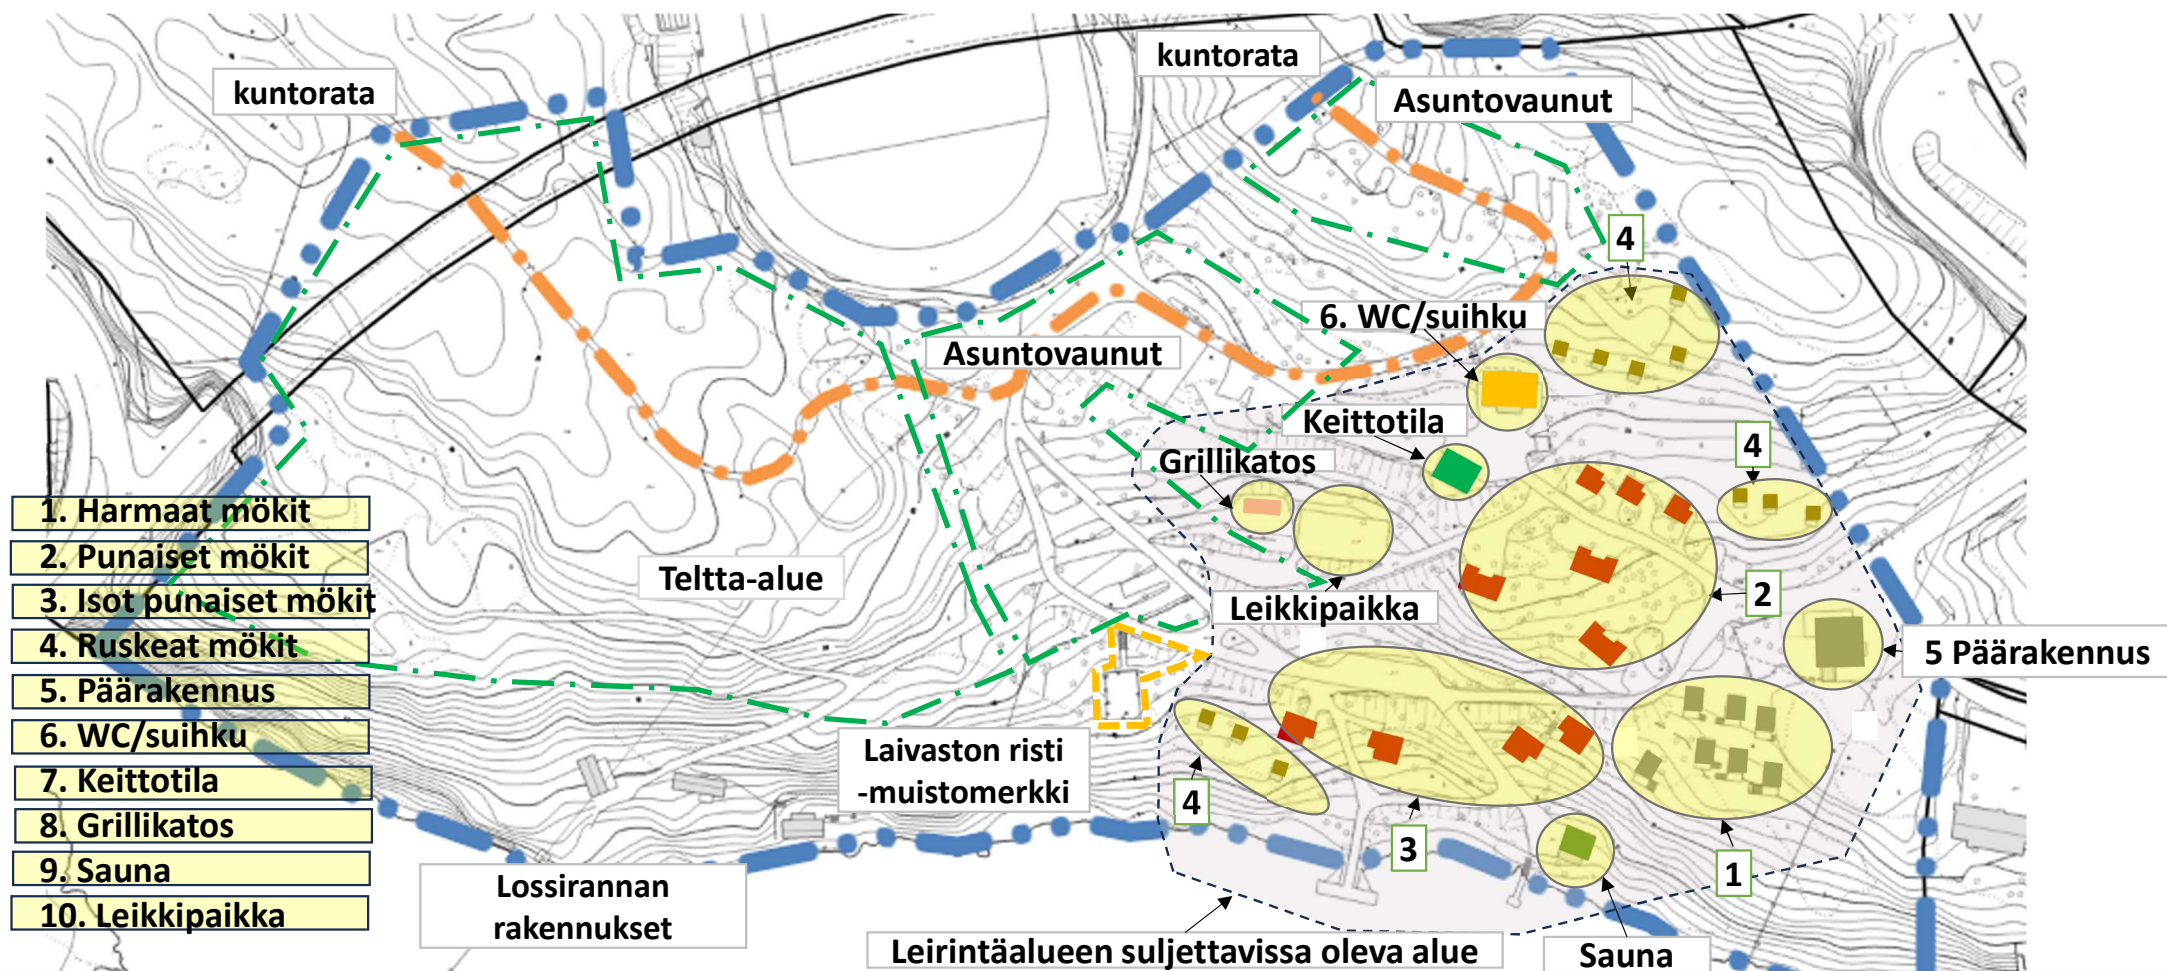 kuntorata
kuntorata
Asuntovaunut
4
6. WC/suihku
Asuntovaunut
Keittotila
4
Grillikatos
1. Harmaat mökit
2. Punaiset mökit
3. Isot punaiset mökit
4. Ruskeat mökit
5. Päärakennus
6. WC/suihku
7. Keittotila
8. Grillikatos
9. Sauna
10. Leikkipaikka
Teltta-alue
Leikkipaikka
2
5 Päärakennus
Laivaston risti
-muistomerkki
4
3
1
Lossirannan
rakennukset
Leirintäalueen suljettavissa oleva alue
Sauna